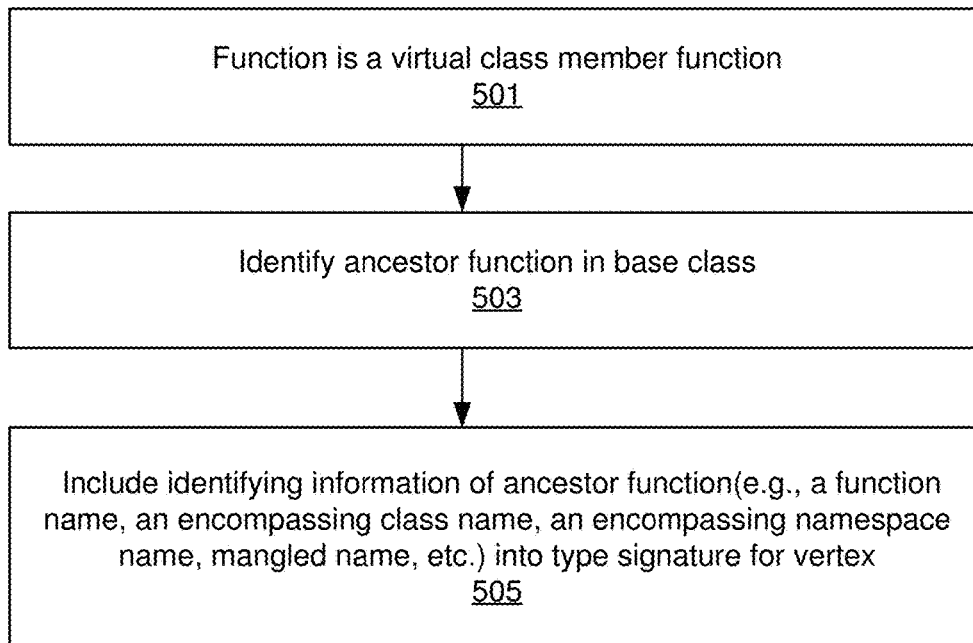 Function is a virtual class member function
501
Identify ancestor function in base class
503
Include identifying information of ancestor function(e.g., a function
name, an encompassing class name, an encompassing namespace
name, mangled name, etc.) into type signature for vertex
505